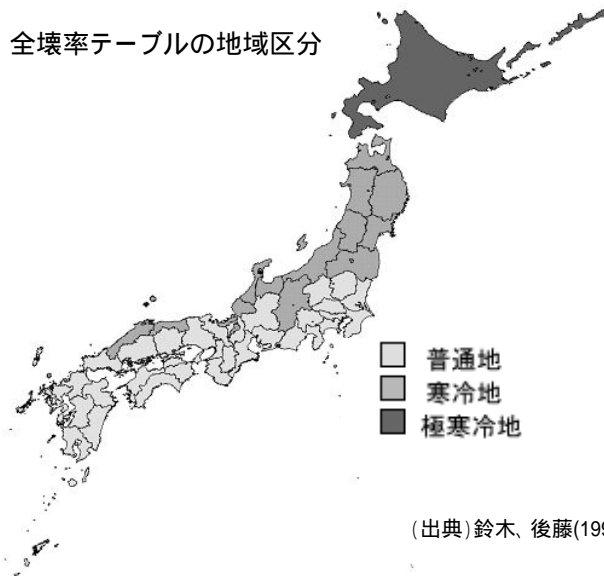 全壊率テーブルの地域区分
普通地
寒冷地
極寒冷地
(出典)鈴木、後藤(199